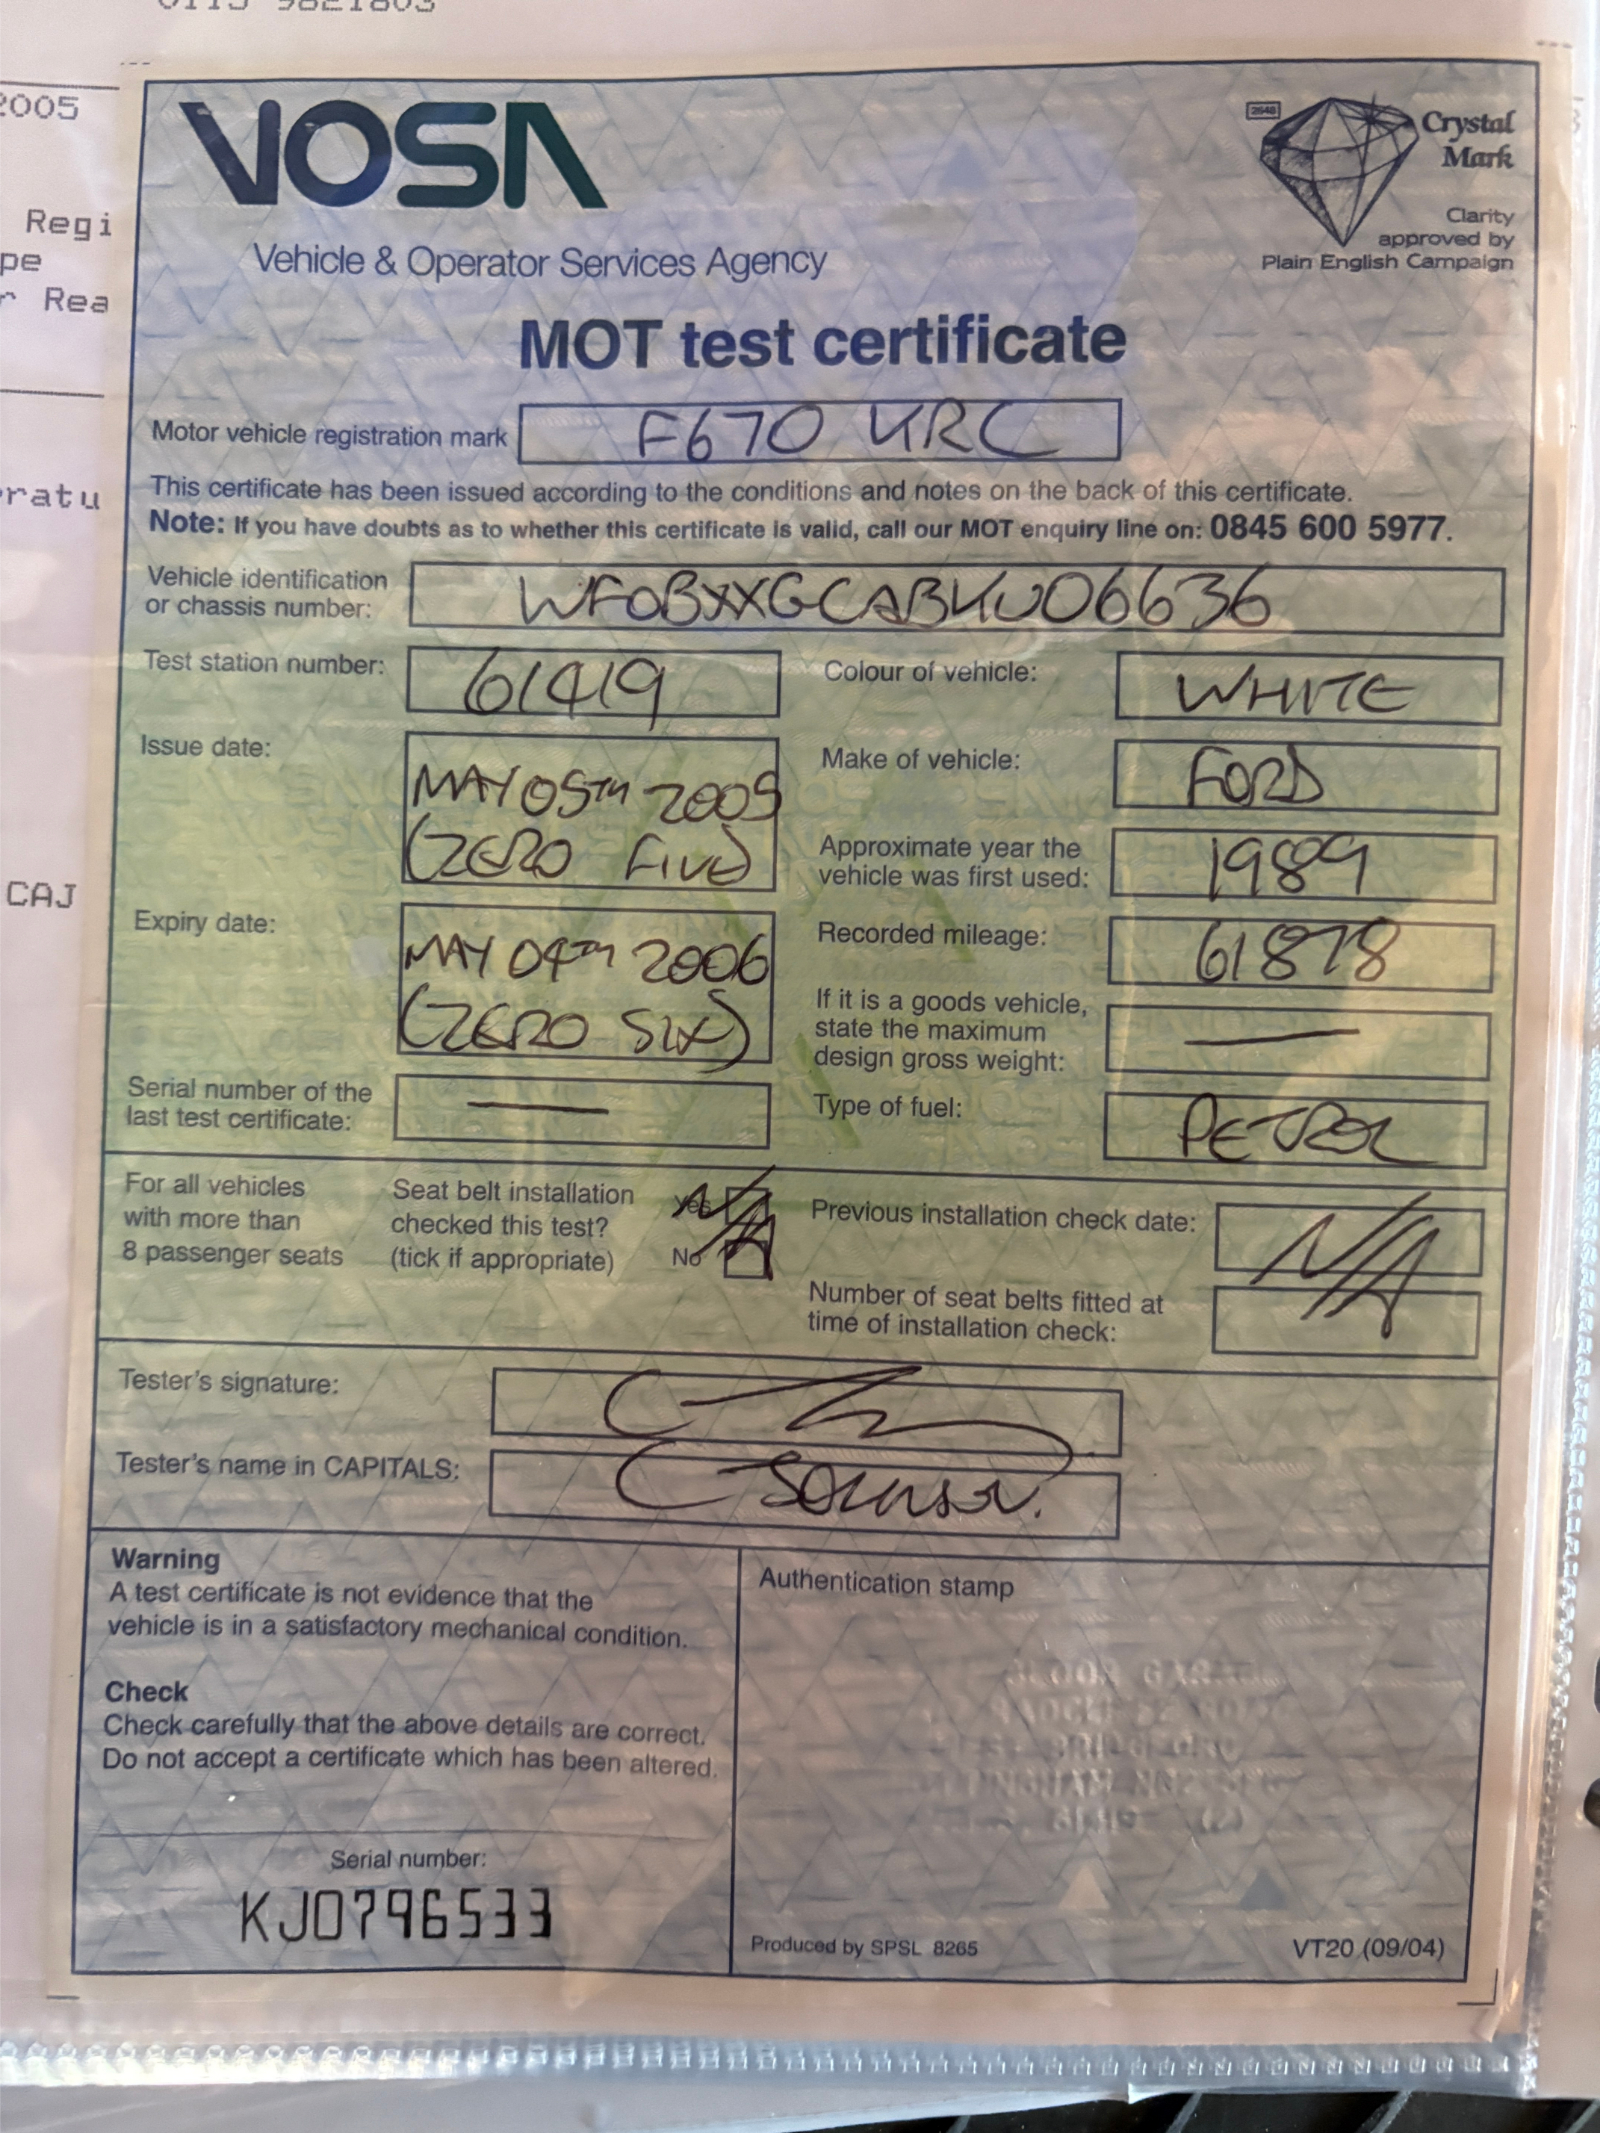 0115 9821803
2005
Regi
pe
r Rea
ratu
CAJ
VOSA
Vehicle & Operator Services Agency
Crystal
Mark
Clarity
approved by
Plain English Campaign
MOT test certificate
Motor vehicle registration mark F670 URC
This certificate has been issued according to the conditions and notes on the back of this certificate.
Note: If you have doubts as to whether this certificate is valid, call our MOT enquiry line on: 0845 600 5977.
Vehicle identification
or chassis number: WF0BXXGCABKU06636
Test station number: 61419
Colour of vehicle: WHITE
Issue date: MAY 05TH 2005
(ZERO FIVE)
Make of vehicle: FORD
Approximate year the
vehicle was first used: 1989
Expiry date: MAY 04TH 2006
(ZERO SIX)
Recorded mileage: 61878
If it is a goods vehicle,
state the maximum
design gross weight: —
Serial number of the
last test certificate: —
Type of fuel: PETROL
For all vehicles
with more than
8 passenger seats
Seat belt installation
checked this test?
(tick if appropriate)
Yes
No
N/A
Previous installation check date:
N/A
Number of seat belts fitted at
time of installation check:
Tester's signature:
Tester's name in CAPITALS: C
Warning
A test certificate is not evidence that the
vehicle is in a satisfactory mechanical condition.
Check
Check carefully that the above details are correct.
Do not accept a certificate which has been altered.
Serial number:
KJ0796533
Authentication stamp
Produced by SPSL 8265
VT20 (09/04)